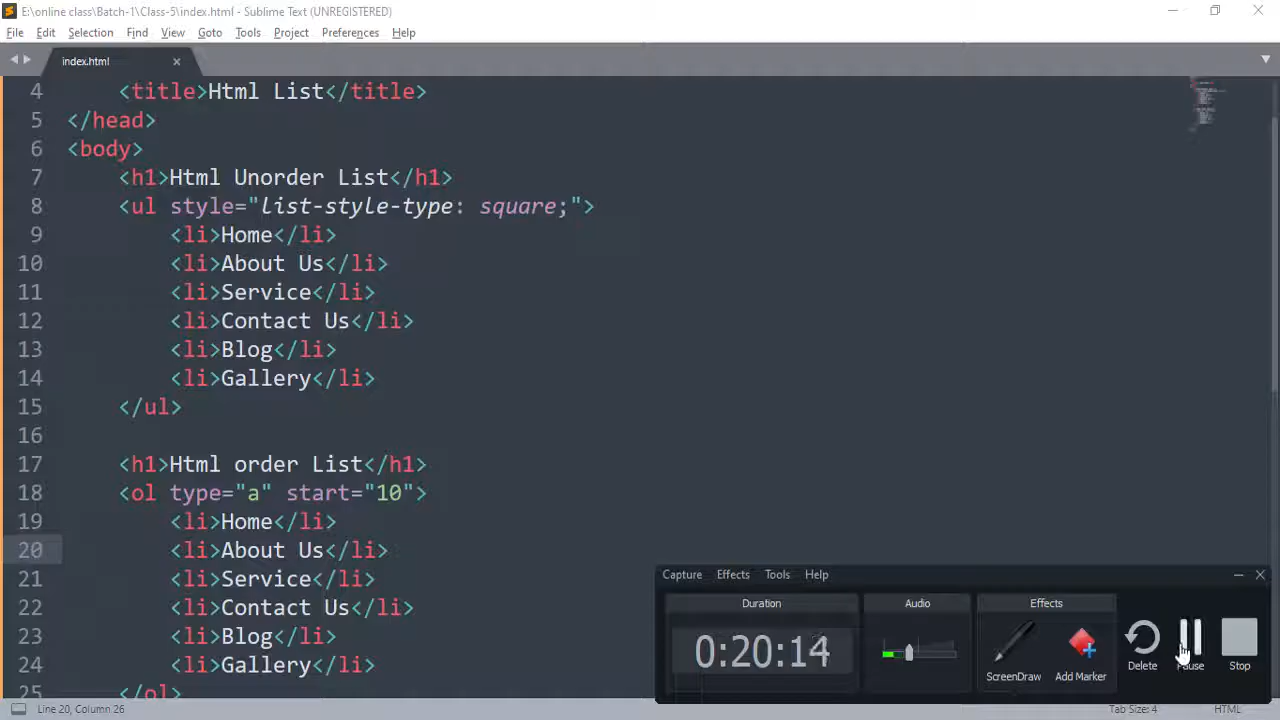 E:\online class\Batch-1\Class-5\index.html - Sublime Text (UNREGISTERED)
File Edit Selection Find View Goto Tools Project Preferences Help
index.html
4 <title>Html List</title>
5 </head>
6 <body>
7 <h1>Html Unorder List</h1>
8 <ul style="list-style-type: square;">
9 <li>Home</li>
10 <li>About Us</li>
11 <li>Service</li>
12 <li>Contact Us</li>
13 <li>Blog</li>
14 <li>Gallery</li>
15 </ul>
16
17 <h1>Html order List</h1>
18 <ol type="a" start="10">
19 <li>Home</li>
20 <li>About Us</li>
21 <li>Service</li>
22 <li>Contact Us</li>
23 <li>Blog</li>
24 <li>Gallery</li>
25 </ol>
Capture Effects Tools Help
Duration Audio Effects
0:20:14
ScreenDraw Add Marker Delete Pause Stop
Line 20, Column 26 Tab Size: 4 HTML